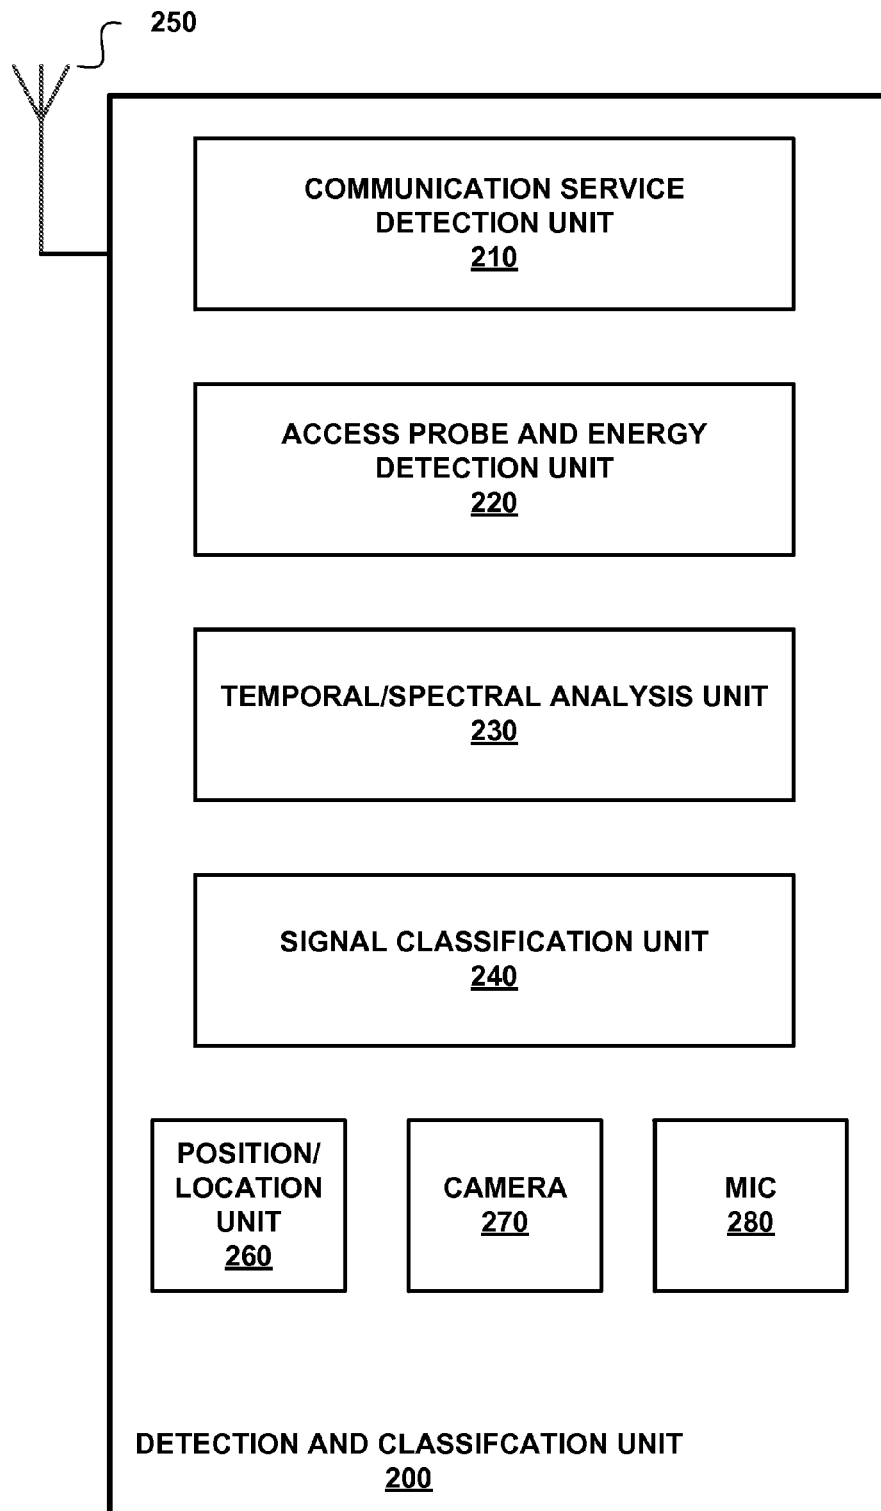 250
COMMUNICATION SERVICE
DETECTION UNIT
210
ACCESS PROBE AND ENERGY
DETECTION UNIT
220
TEMPORAL/SPECTRAL ANALYSIS UNIT
230
SIGNAL CLASSIFICATION UNIT
240
POSITION/
LOCATION
UNIT
260
CAMERA
270
MIC
280
DETECTION AND CLASSIFCATION UNIT
200